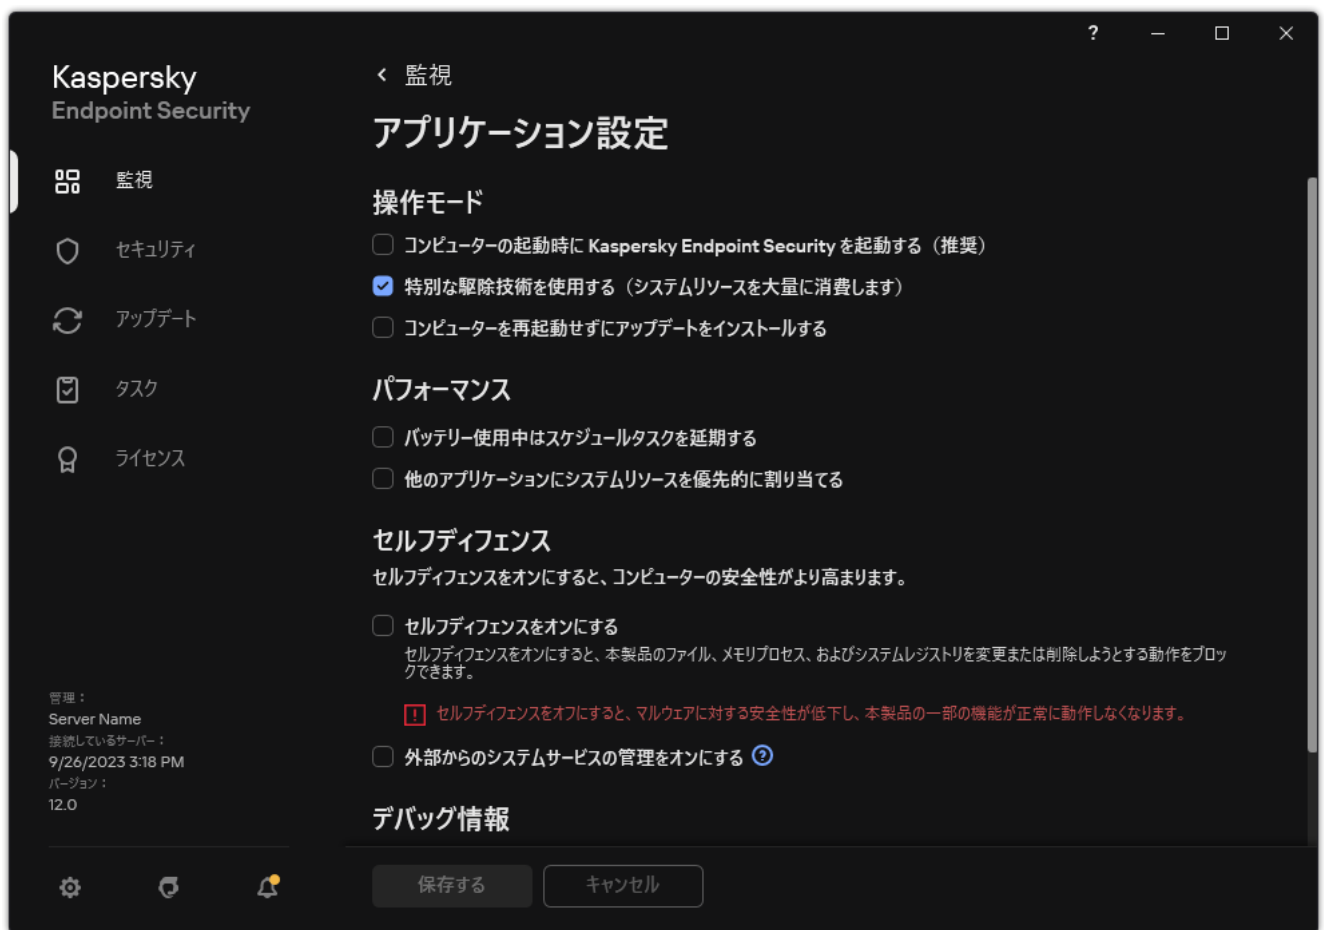 ?
Kaspersky
Endpoint Security
監視
セキュリティ
アップデート
タスク
ライセンス
管理：
Server Name
接続しているサーバー：
9/26/2023 3:18 PM
バージョン：
12.0
監視
アプリケーション設定
操作モード
コンピューターの起動時に Kaspersky Endpoint Security を起動する（推奨）
特別な駆除技術を使用する（システムリソースを大量に消費します）
コンピューターを再起動せずにアップデートをインストールする
パフォーマンス
バッテリー使用中はスケジュールタスクを延期する
他のアプリケーションにシステムリソースを優先的に割り当てる
セルフディフェンス
セルフディフェンスをオンにすると、コンピューターの安全性がより高まります。
セルフディフェンスをオンにする
セルフディフェンスをオンにすると、本製品のファイル、メモリプロセス、およびシステムレジストリを変更または削除しようとする動作をブロッ
クできます。
セルフディフェンスをオフにすると、マルウェアに対する安全性が低下し、本製品の一部の機能が正常に動作しなくなります。
外部からのシステムサービスの管理をオンにする ?
デバッグ情報
保存する
キャンセル